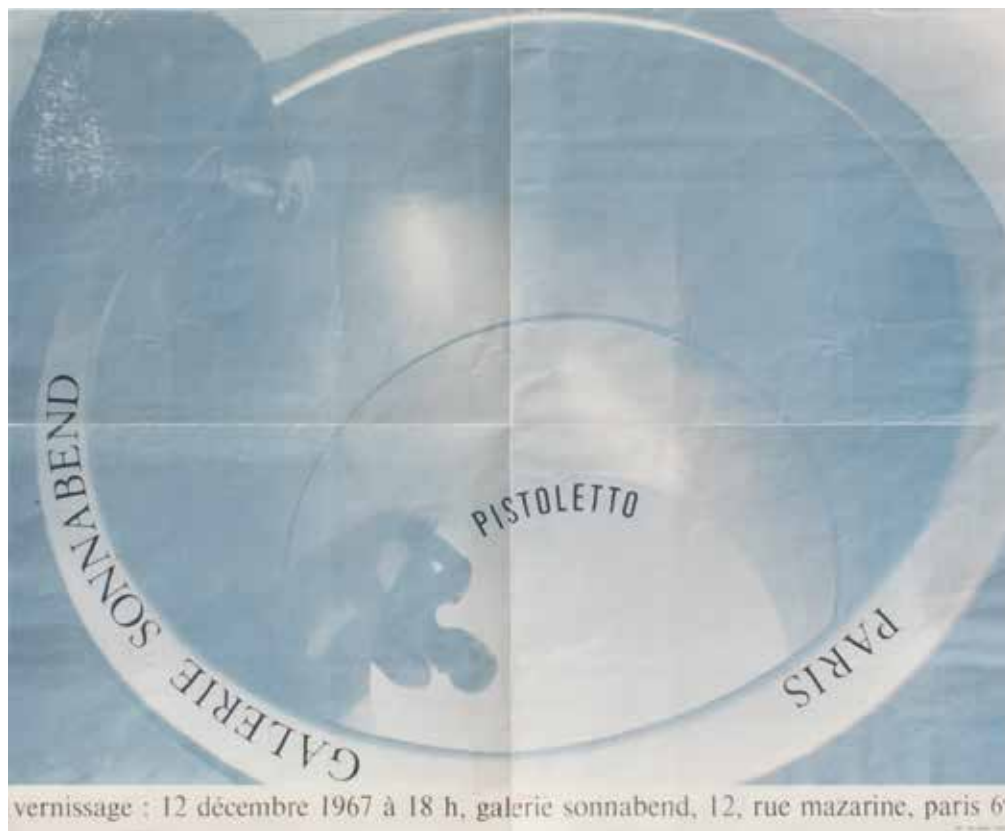 PISTOLETTO
GALERIE SONNABEND
PARIS
vernissage : 12 décembre 1967 à 18 h, galerie sonnabend, 12, rue mazarine, paris 6